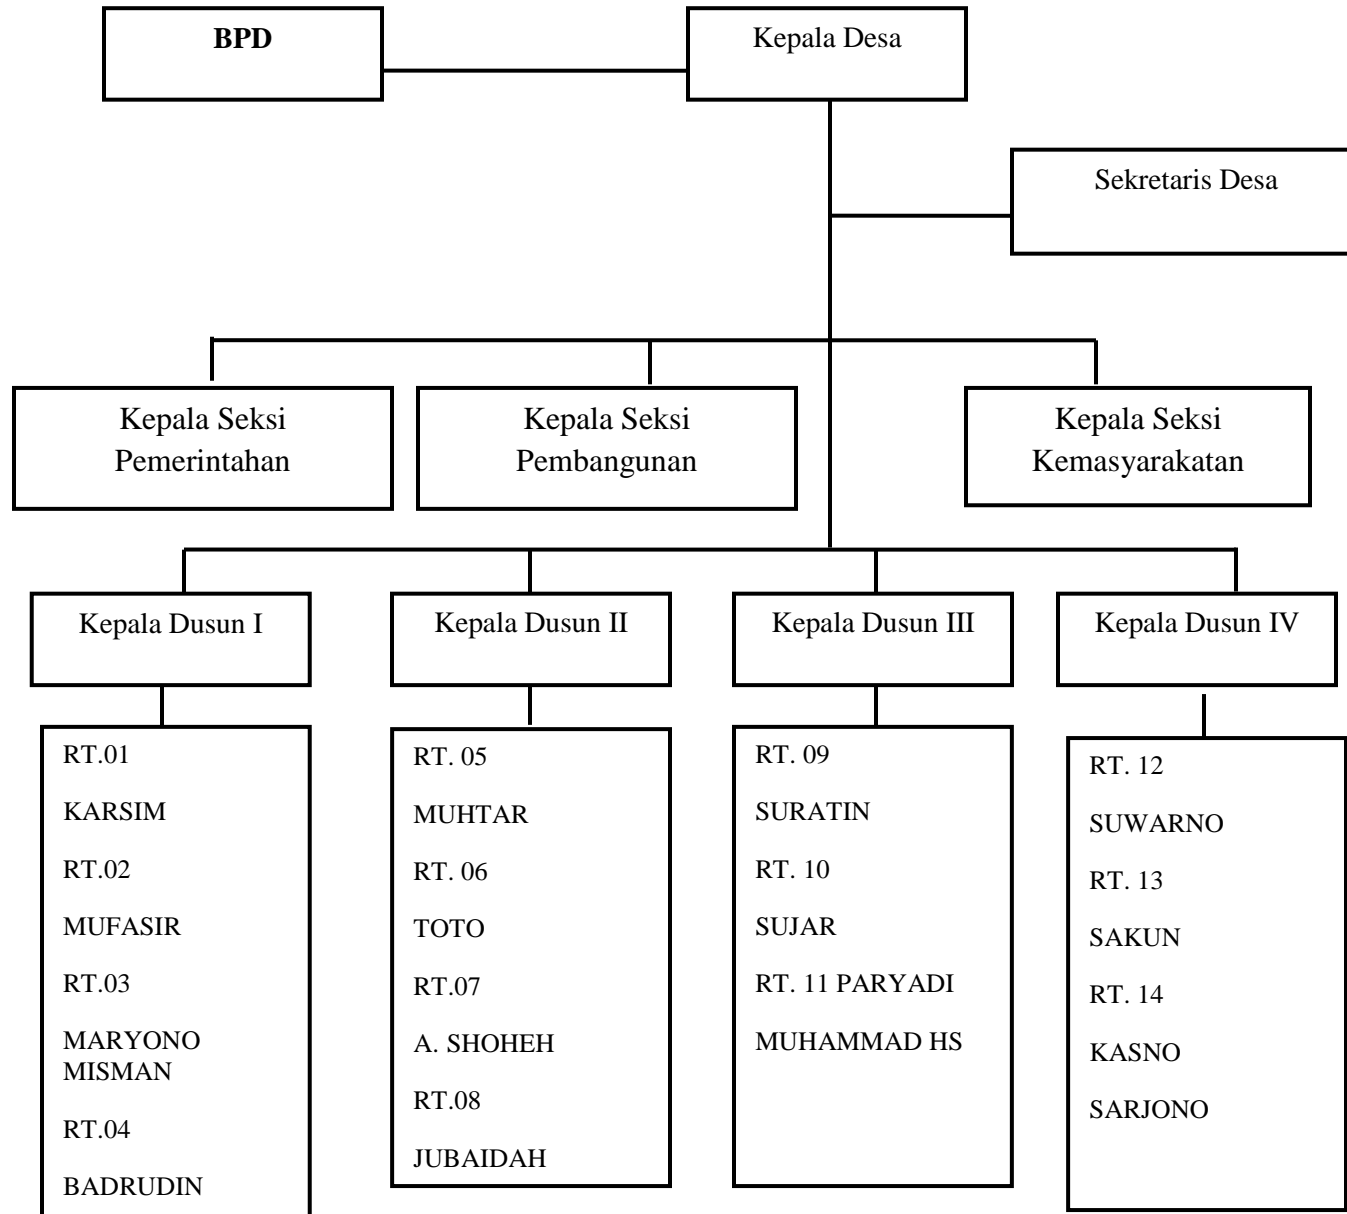 BPD
Kepala Desa
Sekretaris Desa
Kepala Seksi
Pemerintahan
Kepala Seksi
Pembangunan
Kepala Seksi
Kemasyarakatan
Kepala Dusun I
Kepala Dusun II
Kepala Dusun III
Kepala Dusun IV
RT.01
KARSIM
RT.02
MUFASIR
RT.03
MARYONO
MISMAN
RT.04
BADRUDIN
RT. 05
MUHTAR
RT. 06
TOTO
RT.07
A. SHOHEH
RT.08
JUBAIDAH
RT. 09
SURATIN
RT. 10
SUJAR
RT. 11 PARYADI
MUHAMMAD HS
RT. 12
SUWARNO
RT. 13
SAKUN
RT. 14
KASNO
SARJONO